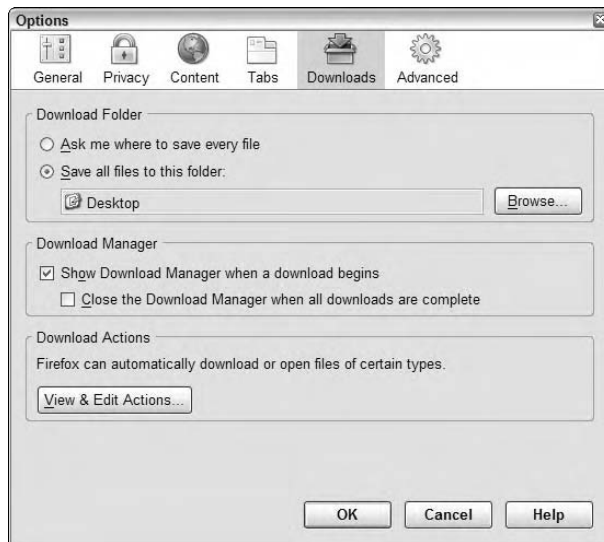 Options
General Privacy Content Tabs Downloads Advanced
Download Folder
Ask me where to save every file
Save all files to this folder:
Desktop Browse...
Download Manager
Show Download Manager when a download begins
Close the Download Manager when all downloads are complete
Download Actions
Firefox can automatically download or open files of certain types.
View & Edit Actions...
OK Cancel Help